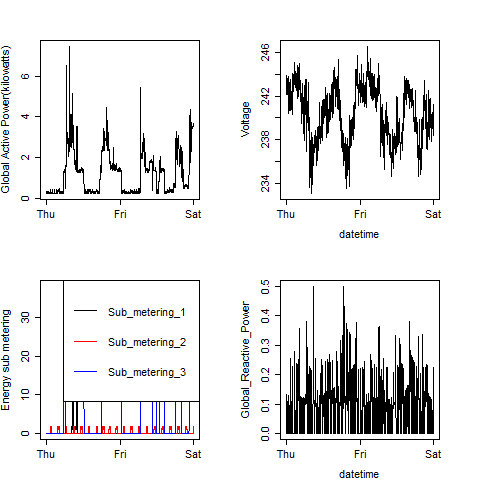 Global Active Power(kilowatts)
0 2 4 6
Thu Fri Sat
Voltage
234 238 242 246
Thu Fri Sat
datetime
Energy sub metering
0 10 20 30
Sub_metering_1
Sub_metering_2
Sub_metering_3
Thu Fri Sat
Global_Reactive_Power
0.0 0.1 0.2 0.3 0.4 0.5
Thu Fri Sat
datetime